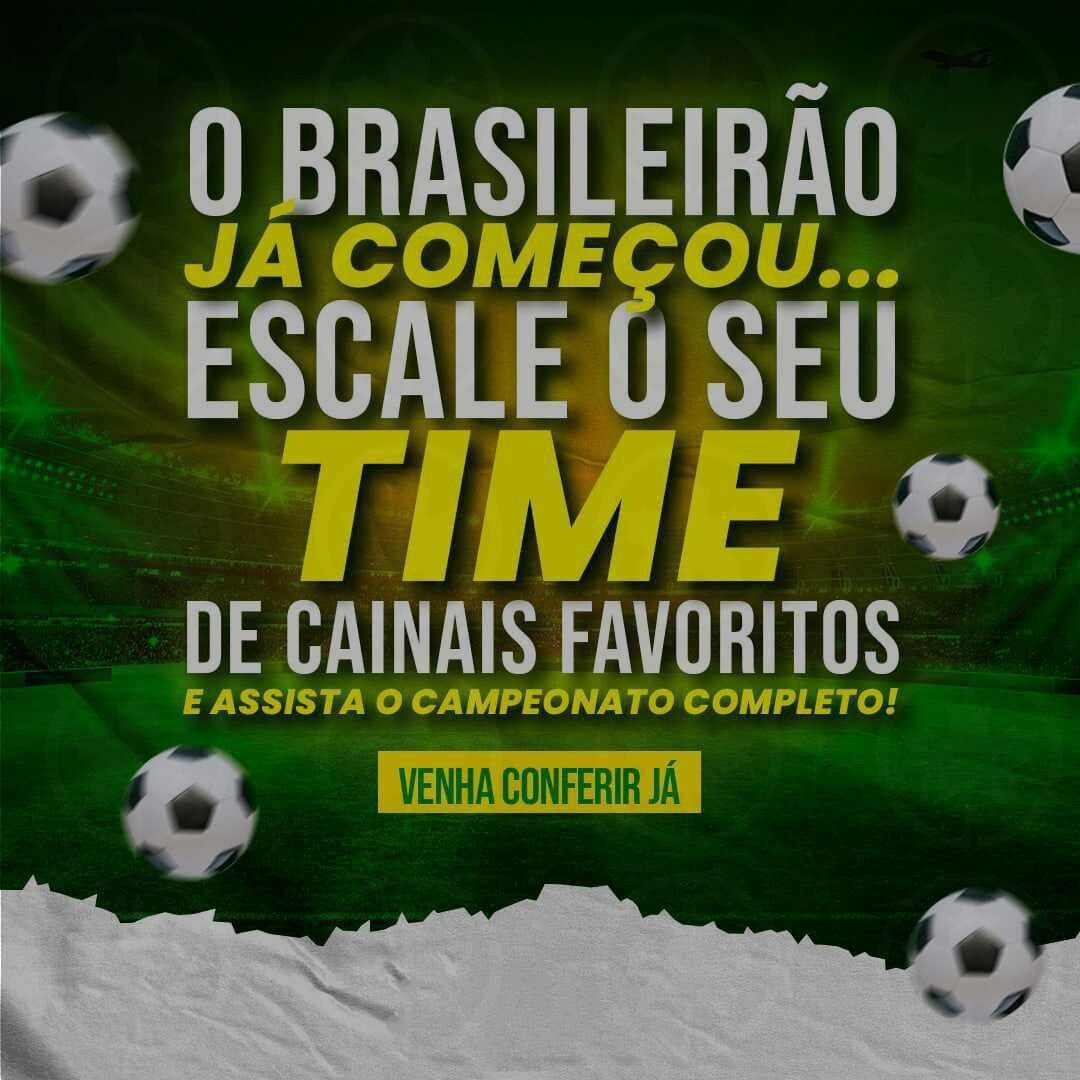 O BRASILEIRÃO
JÁ COMEÇOU...
ESCALE O SEU
TIME
DE CAINAIS FAVORITOS
E ASSISTA O CAMPEONATO COMPLETO!
VENHA CONFERIR JÁ